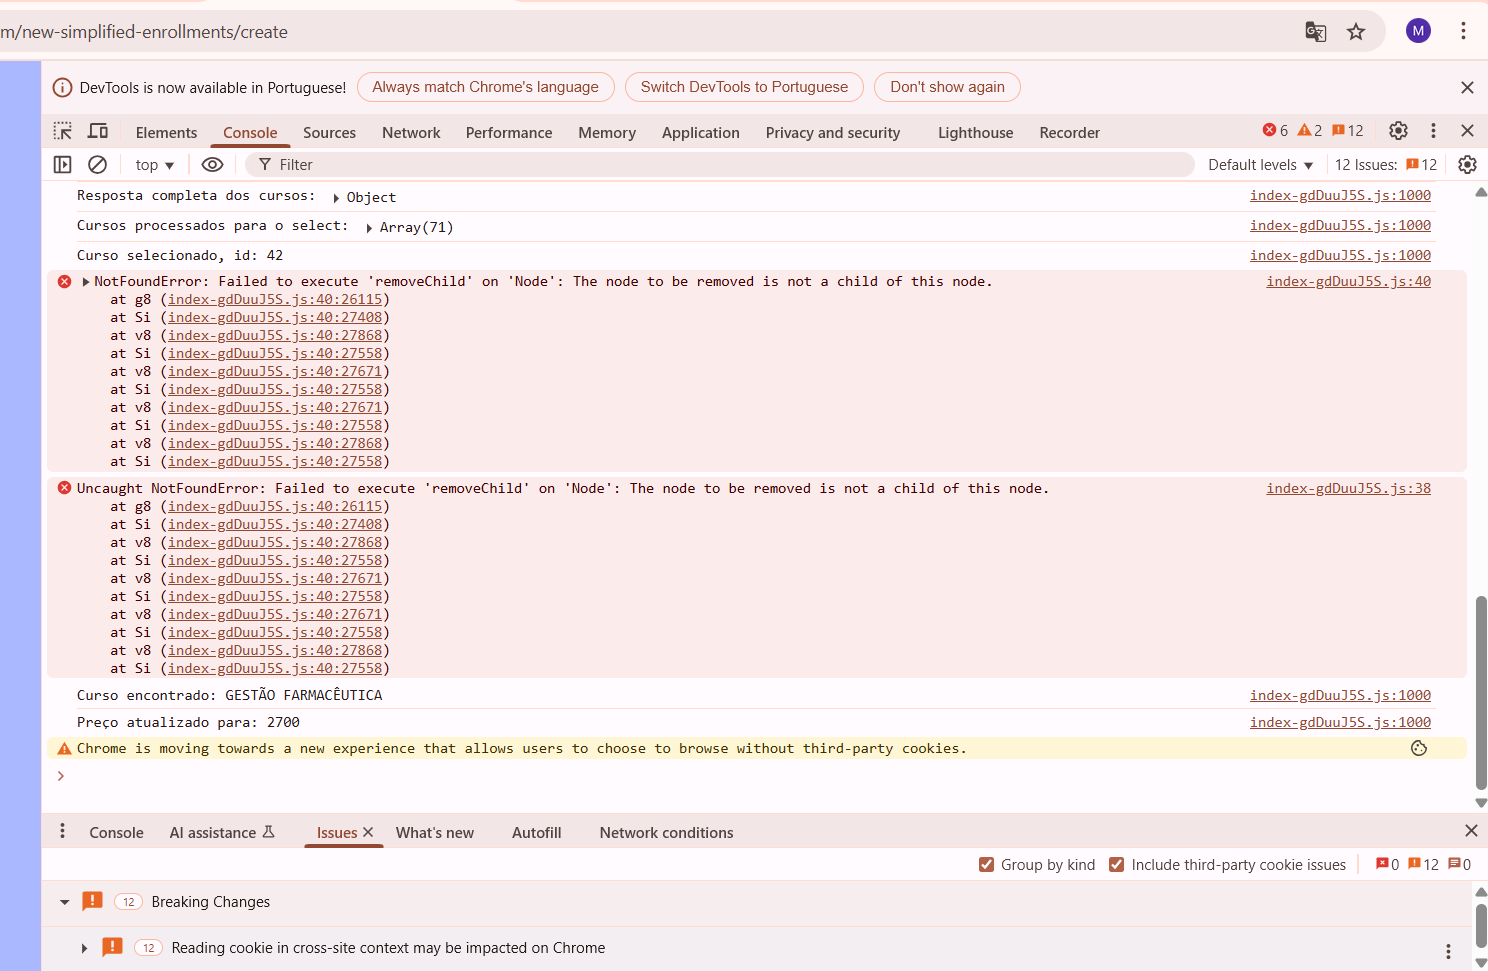 m/new-simplified-enrollments/create
M
DevTools is now available in Portuguese!
Always match Chrome's language
Switch DevTools to Portuguese
Don't show again
Elements Console Sources Network Performance Memory Application Privacy and security Lighthouse Recorder 6 2 12
top Filter Default levels 12 Issues: 12
Resposta completa dos cursos: Object index-gdDuuJ5S.js:1000
Cursos processados para o select: Array(71) index-gdDuuJ5S.js:1000
Curso selecionado, id: 42 index-gdDuuJ5S.js:1000
NotFoundError: Failed to execute 'removeChild' on 'Node': The node to be removed is not a child of this node. index-gdDuuJ5S.js:40
at g8 (index-gdDuuJ5S.js:40:26115)
at Si (index-gdDuuJ5S.js:40:27408)
at v8 (index-gdDuuJ5S.js:40:27868)
at Si (index-gdDuuJ5S.js:40:27558)
at v8 (index-gdDuuJ5S.js:40:27671)
at Si (index-gdDuuJ5S.js:40:27558)
at v8 (index-gdDuuJ5S.js:40:27671)
at Si (index-gdDuuJ5S.js:40:27558)
at v8 (index-gdDuuJ5S.js:40:27868)
at Si (index-gdDuuJ5S.js:40:27558)
Uncaught NotFoundError: Failed to execute 'removeChild' on 'Node': The node to be removed is not a child of this node. index-gdDuuJ5S.js:38
at g8 (index-gdDuuJ5S.js:40:26115)
at Si (index-gdDuuJ5S.js:40:27408)
at v8 (index-gdDuuJ5S.js:40:27868)
at Si (index-gdDuuJ5S.js:40:27558)
at v8 (index-gdDuuJ5S.js:40:27671)
at Si (index-gdDuuJ5S.js:40:27558)
at v8 (index-gdDuuJ5S.js:40:27671)
at Si (index-gdDuuJ5S.js:40:27558)
at v8 (index-gdDuuJ5S.js:40:27868)
at Si (index-gdDuuJ5S.js:40:27558)
Curso encontrado: GESTÃO FARMACÊUTICA index-gdDuuJ5S.js:1000
Preço atualizado para: 2700 index-gdDuuJ5S.js:1000
Chrome is moving towards a new experience that allows users to choose to browse without third-party cookies.
Console AI assistance Issues What's new Autofill Network conditions
Group by kind Include third-party cookie issues 0 12 0
12 Breaking Changes
12 Reading cookie in cross-site context may be impacted on Chrome